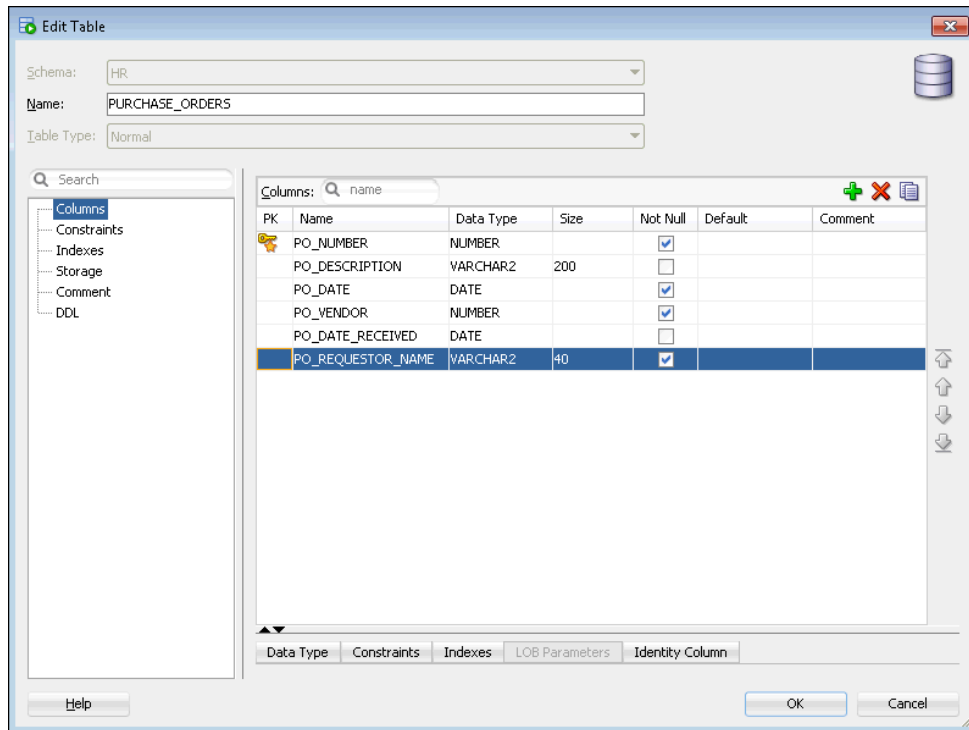 Edit Table
Schema: HR
Name: PURCHASE_ORDERS
Table Type: Normal
Search
Columns
Constraints
Indexes
Storage
Comment
DDL
Columns: name
PK Name Data Type Size Not Null Default Comment
PO_NUMBER NUMBER
PO_DESCRIPTION VARCHAR2 200
PO_DATE DATE
PO_VENDOR NUMBER
PO_DATE_RECEIVED DATE
PO_REQUESTOR_NAME VARCHAR2 40
Data Type Constraints Indexes LOB Parameters Identity Column
Help OK Cancel